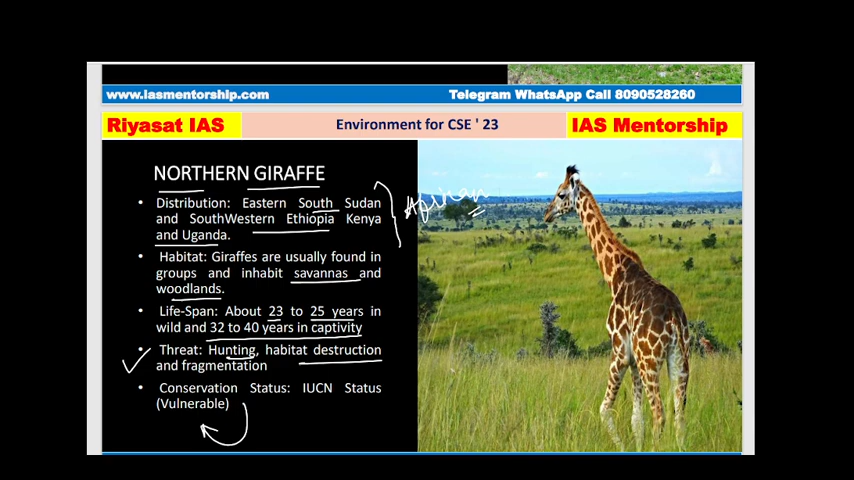 www.iasmentorship.com Telegram WhatsApp Call 8090528260
Riyasat IAS Environment for CSE ' 23 IAS Mentorship
NORTHERN GIRAFFE
• Distribution: Eastern South Sudan
and SouthWestern Ethiopia Kenya
and Uganda.
African
• Habitat: Giraffes are usually found in
groups and inhabit savannas and
woodlands.
• Life-Span: About 23 to 25 years in
wild and 32 to 40 years in captivity
• Threat: Hunting, habitat destruction
and fragmentation
• Conservation Status: IUCN Status
(Vulnerable)